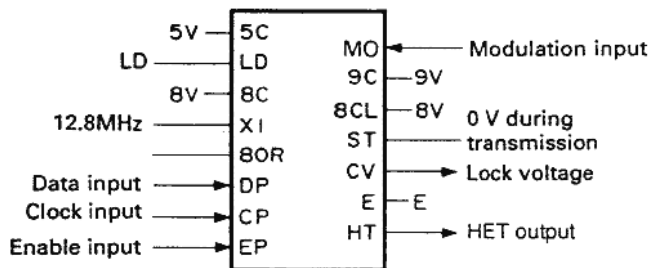 5V 5C
LD LD
8V 8C
12.8MHz XI
8OR
Data input DP
Clock input CP
Enable input EP
MO Modulation input
9C 9V
8CL 8V
ST 0 V during
transmission
CV Lock voltage
E E
HT HET output